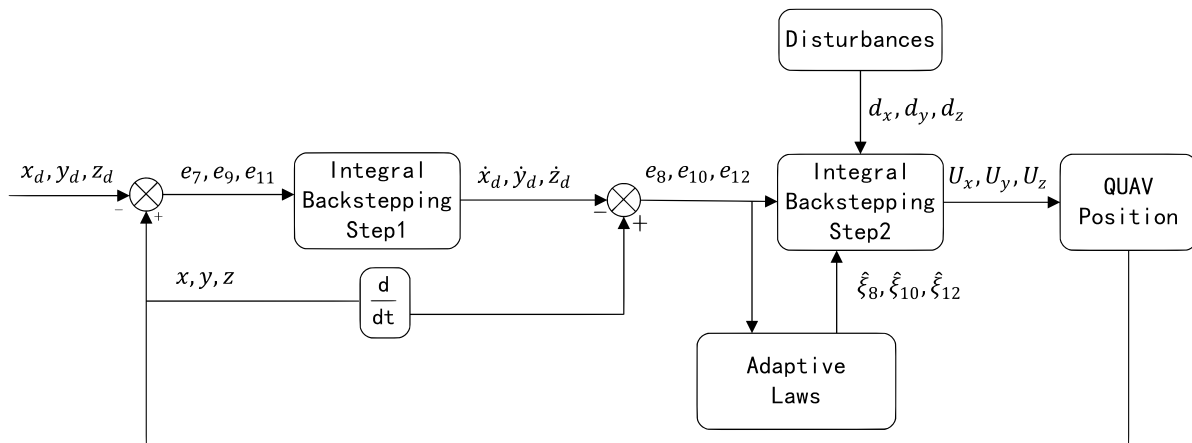 Disturbances
d_x, d_y, d_z
x_d, y_d, z_d
−
+
e_7, e_9, e_11
Integral
Backstepping
Step1
ẋ_d, ẏ_d, ż_d
−
+
e_8, e_10, e_12
Integral
Backstepping
Step2
U_x, U_y, U_z
QUAV
Position
x, y, z
d
dt
ξ̂_8, ξ̂_10, ξ̂_12
Adaptive
Laws